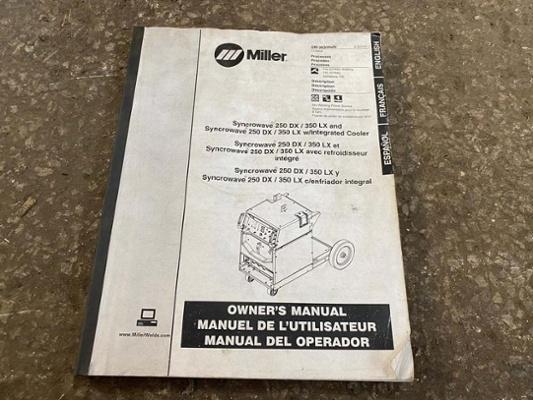 Miller
Processes
Description
Syncrowave 250 DX / 350 LX and
Syncrowave 250 DX / 350 LX w/Integrated Cooler
Syncrowave 250 DX / 350 LX et
Syncrowave 250 DX / 350 LX avec refroidisseur
intégré
Syncrowave 250 DX / 350 LX y
Syncrowave 250 DX / 350 LX c/enfriador integral
www.MillerWelds.com
OWNER'S MANUAL
MANUEL DE L'UTILISATEUR
MANUAL DEL OPERADOR
ENGLISH
FRANÇAIS
ESPAÑOL